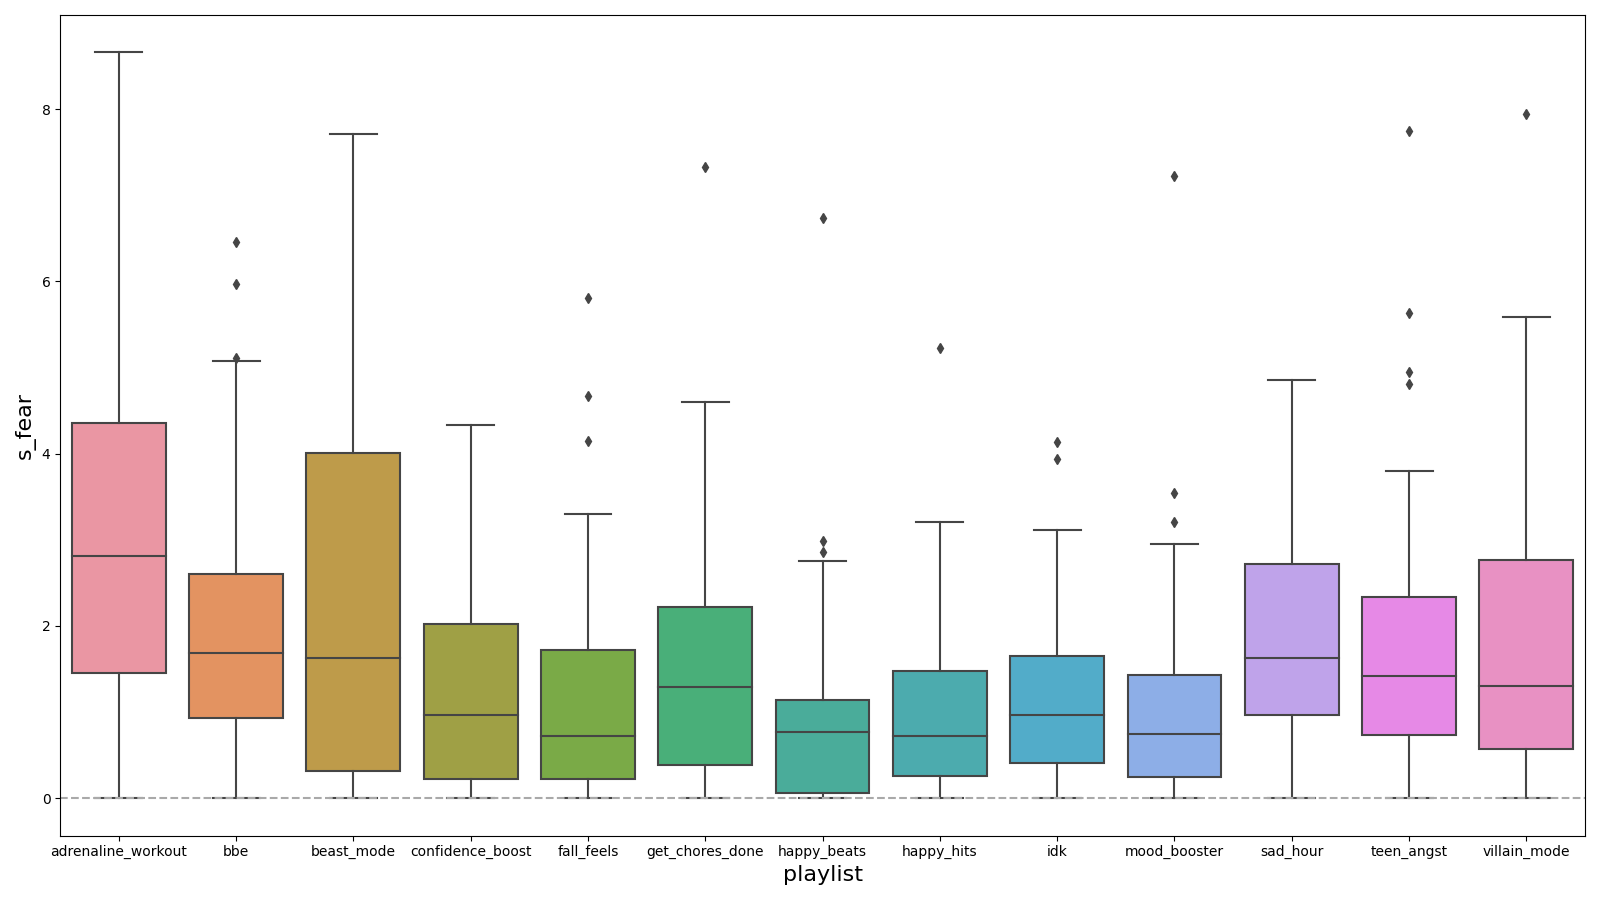 s_fear
8
6
4
2
0
adrenaline_workout bbe beast_mode confidence_boost fall_feels get_chores_done happy_beats happy_hits idk mood_booster sad_hour teen_angst villain_mode
playlist